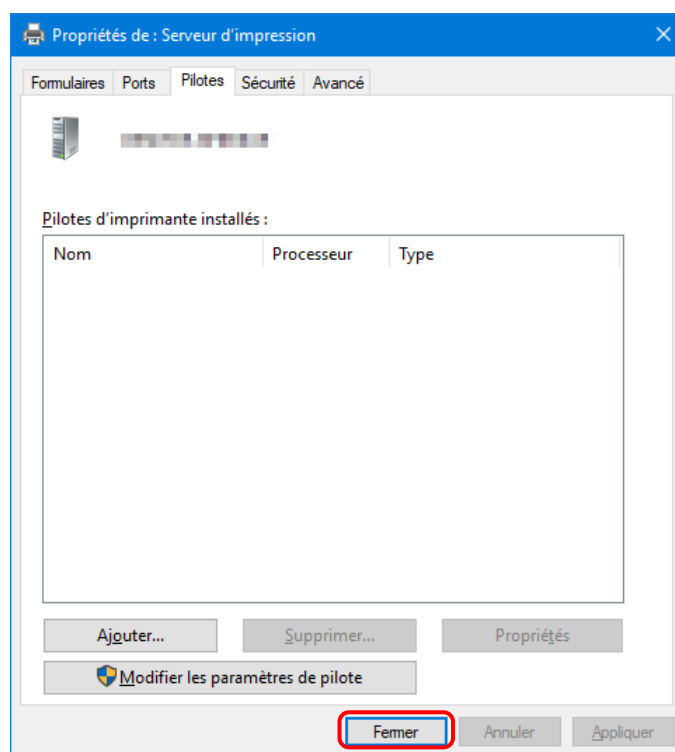 Propriétés de : Serveur d'impression
Formulaires Ports Pilotes Sécurité Avancé
Pilotes d'imprimante installés :
Nom Processeur Type
Ajouter... Supprimer... Propriétés
Modifier les paramètres de pilote
Fermer Annuler Appliquer